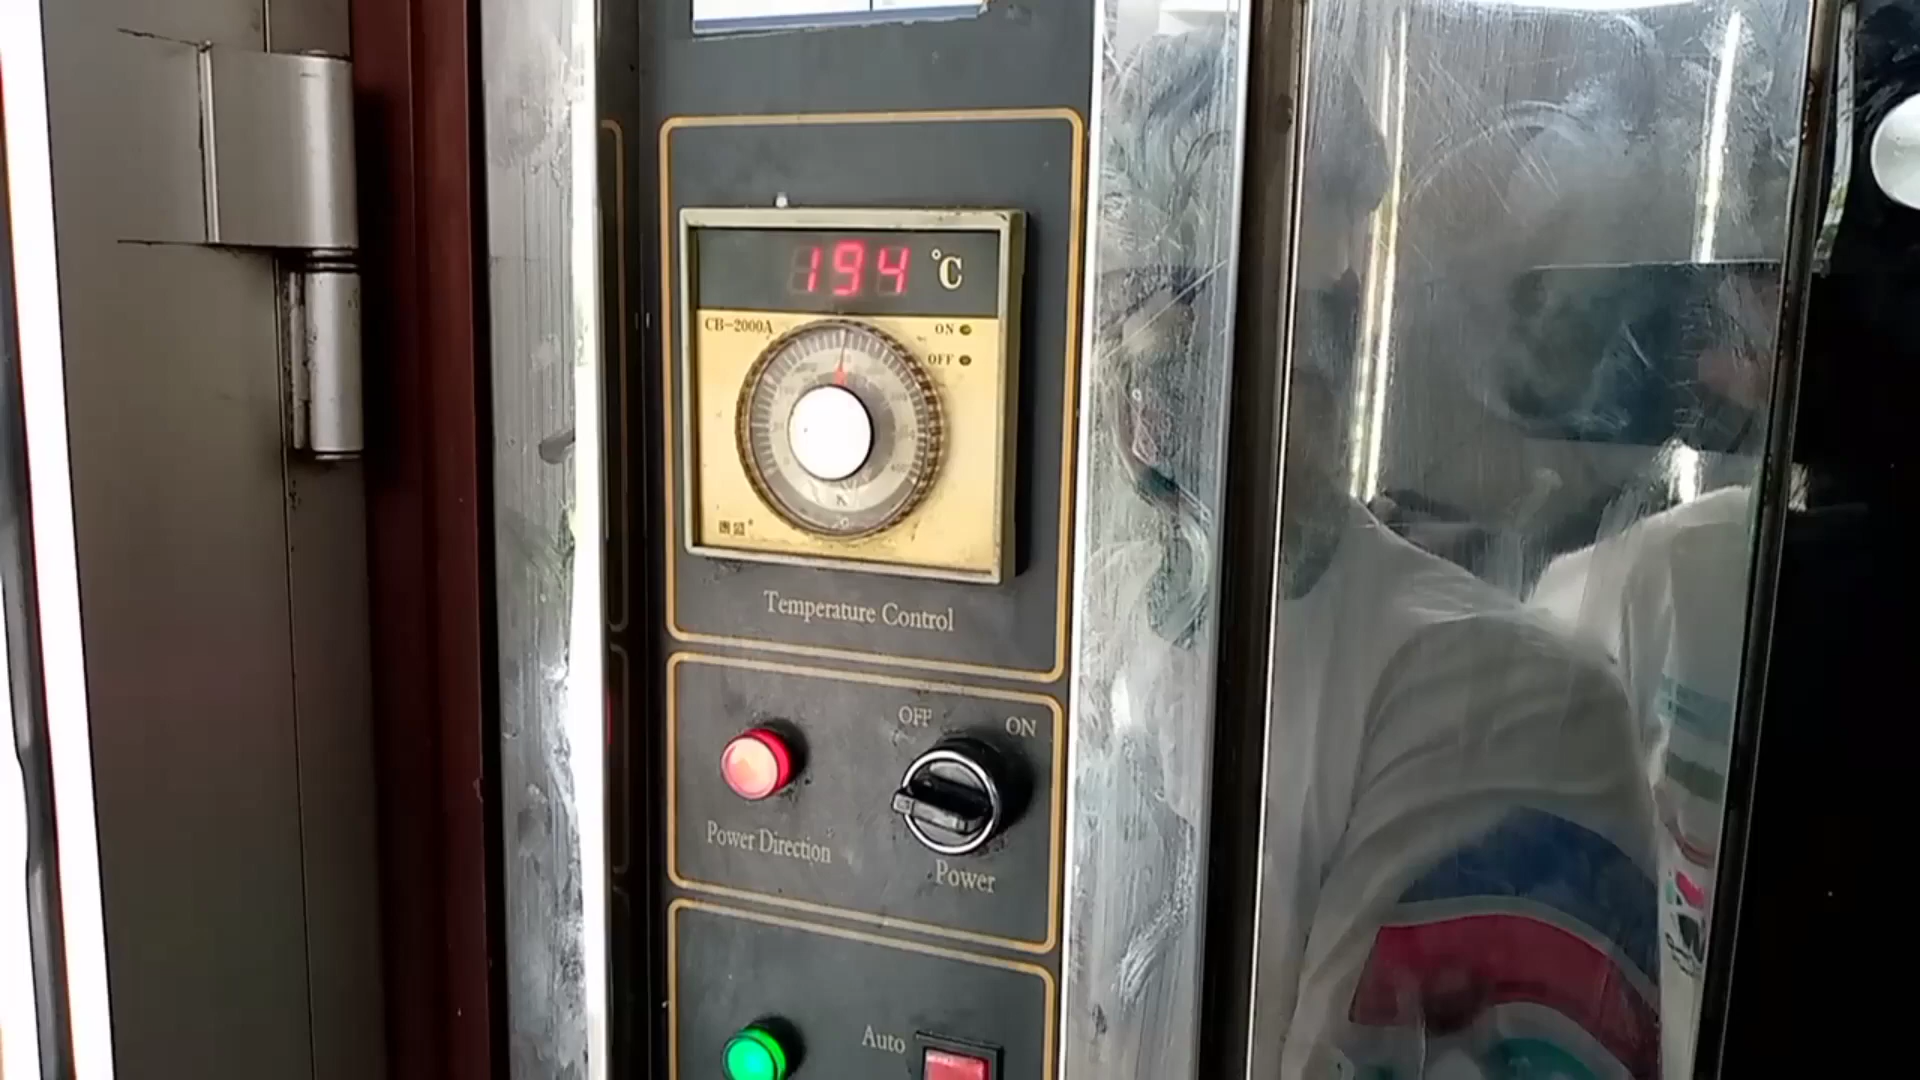 194 °C
CB-2000A
ON
OFF
Temperature Control
OFF
ON
Power Direction
Power
Auto